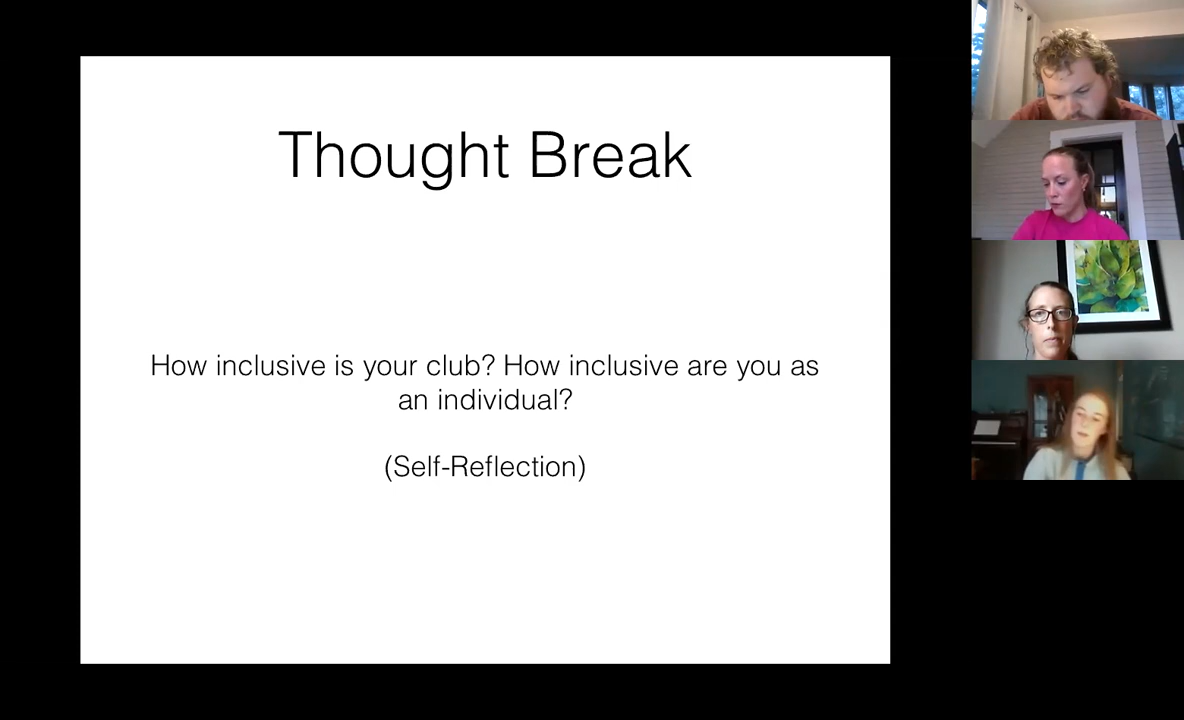 Thought Break
How inclusive is your club? How inclusive are you as
an individual?
(Self-Reflection)